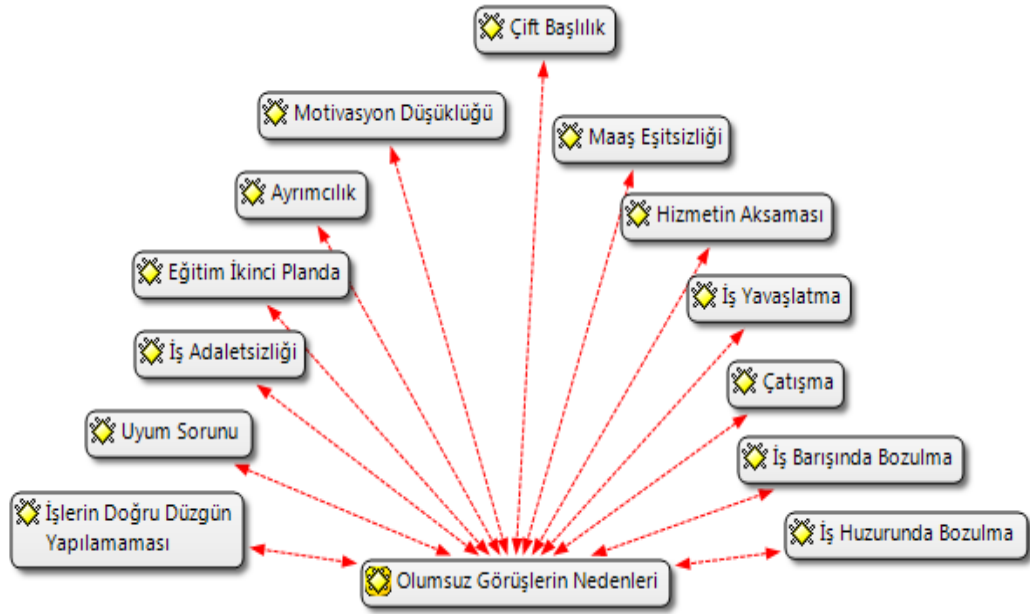 Çift Başlılık
Motivasyon Düşüklüğü
Maaş Eşitsizliği
Ayrımcılık
Hizmetin Aksaması
Eğitim İkinci Planda
İş Yavaşlatma
İş Adaletsizliği
Çatışma
Uyum Sorunu
İş Barışında Bozulma
İşlerin Doğru Düzgün
Yapılamaması
İş Huzurunda Bozulma
Olumsuz Görüşlerin Nedenleri